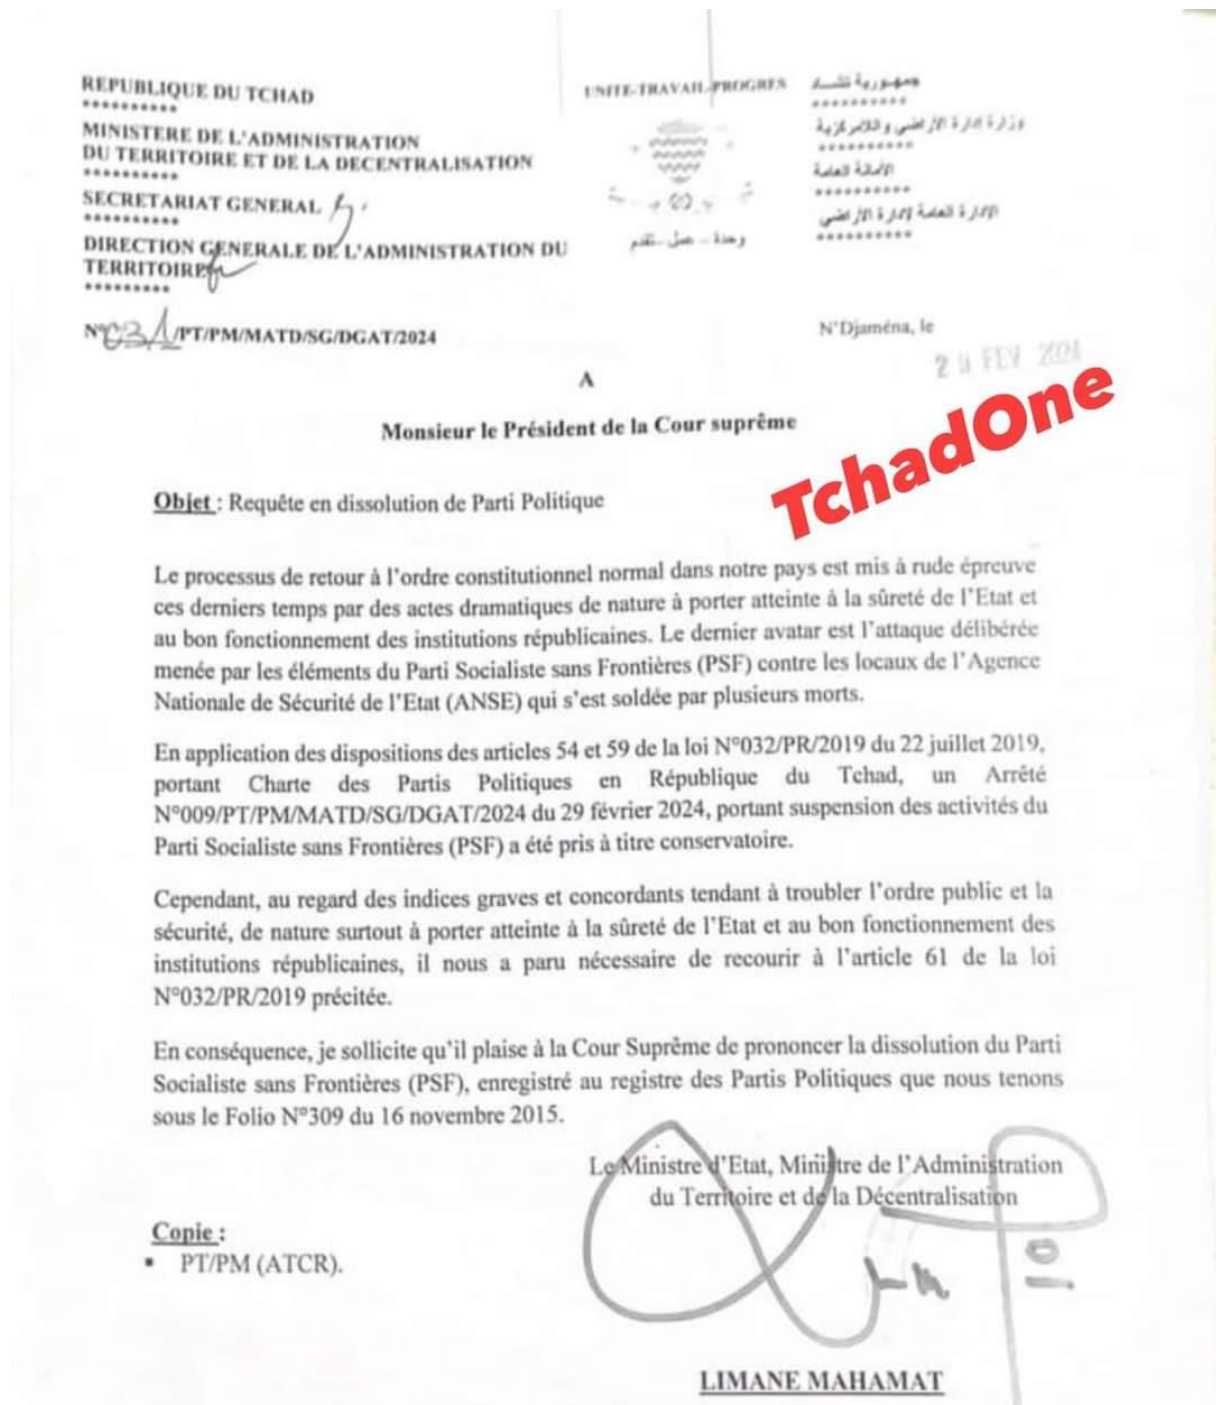 REPUBLIQUE DU TCHAD
**********
MINISTERE DE L'ADMINISTRATION
DU TERRITOIRE ET DE LA DECENTRALISATION
**********
SECRETARIAT GENERAL
**********
DIRECTION GENERALE DE L'ADMINISTRATION DU
TERRITOIRE
*********
N°031/PT/PM/MATD/SG/DGAT/2024
UNITE-TRAVAIL-PROGRES
وحدة - عمل - تقدم
جمهورية تشاد
**********
وزارة إدارة الأراضي واللامركزية
**********
الأمانة العامة
**********
الإدارة العامة لإدارة الأراضي
**********
N'Djaména, le
FEV 2024
TchadOne
A
Monsieur le Président de la Cour suprême
Objet : Requête en dissolution de Parti Politique
Le processus de retour à l'ordre constitutionnel normal dans notre pays est mis à rude épreuve
ces derniers temps par des actes dramatiques de nature à porter atteinte à la sûreté de l'Etat et
au bon fonctionnement des institutions républicaines. Le dernier avatar est l'attaque délibérée
menée par les éléments du Parti Socialiste sans Frontières (PSF) contre les locaux de l'Agence
Nationale de Sécurité de l'Etat (ANSE) qui s'est soldée par plusieurs morts.
En application des dispositions des articles 54 et 59 de la loi N°032/PR/2019 du 22 juillet 2019,
portant Charte des Partis Politiques en République du Tchad, un Arrêté
N°009/PT/PM/MATD/SG/DGAT/2024 du 29 février 2024, portant suspension des activités du
Parti Socialiste sans Frontières (PSF) a été pris à titre conservatoire.
Cependant, au regard des indices graves et concordants tendant à troubler l'ordre public et la
sécurité, de nature surtout à porter atteinte à la sûreté de l'Etat et au bon fonctionnement des
institutions républicaines, il nous a paru nécessaire de recourir à l'article 61 de la loi
N°032/PR/2019 précitée.
En conséquence, je sollicite qu'il plaise à la Cour Suprême de prononcer la dissolution du Parti
Socialiste sans Frontières (PSF), enregistré au registre des Partis Politiques que nous tenons
sous le Folio N°309 du 16 novembre 2015.
Le Ministre d'Etat, Ministre de l'Administration
du Territoire et de la Décentralisation
Copie :
▪ PT/PM (ATCR).
LIMANE MAHAMAT